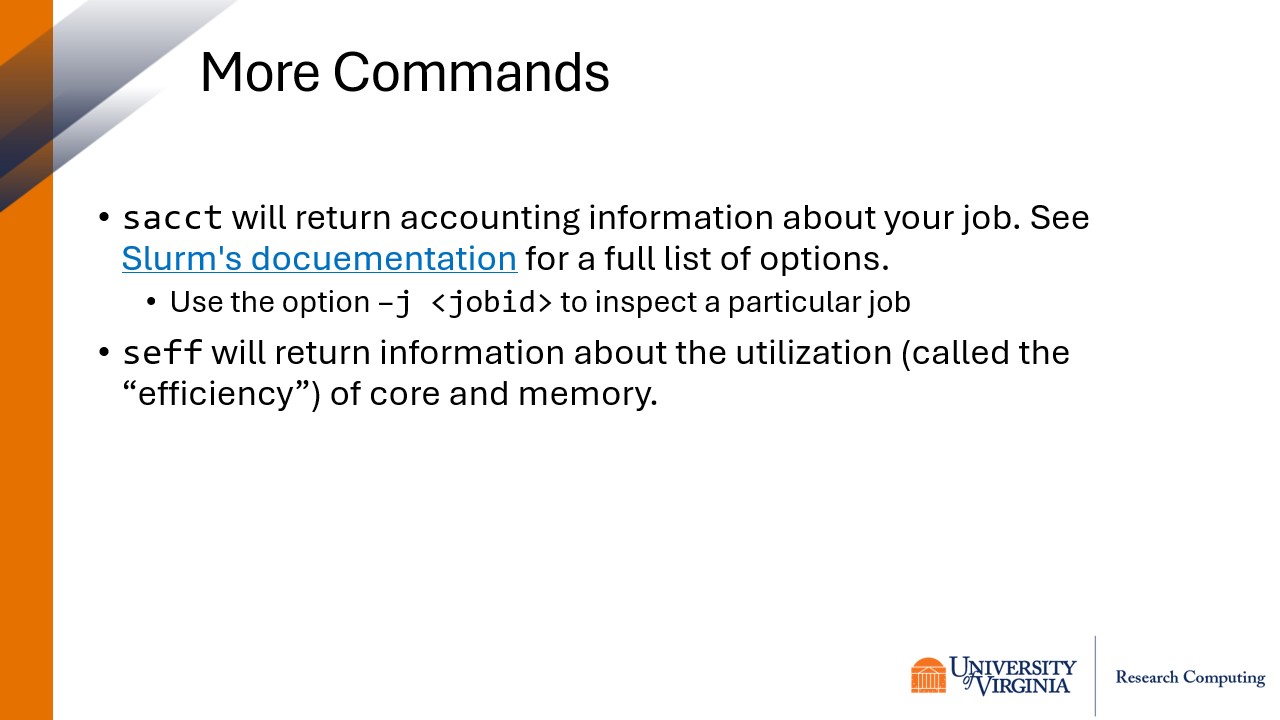 More Commands
• sacct will return accounting information about your job. See
Slurm's docuementation for a full list of options.
• Use the option –j <jobid> to inspect a particular job
• seff will return information about the utilization (called the
“efficiency”) of core and memory.
UNIVERSITY
of VIRGINIA
Research Computing